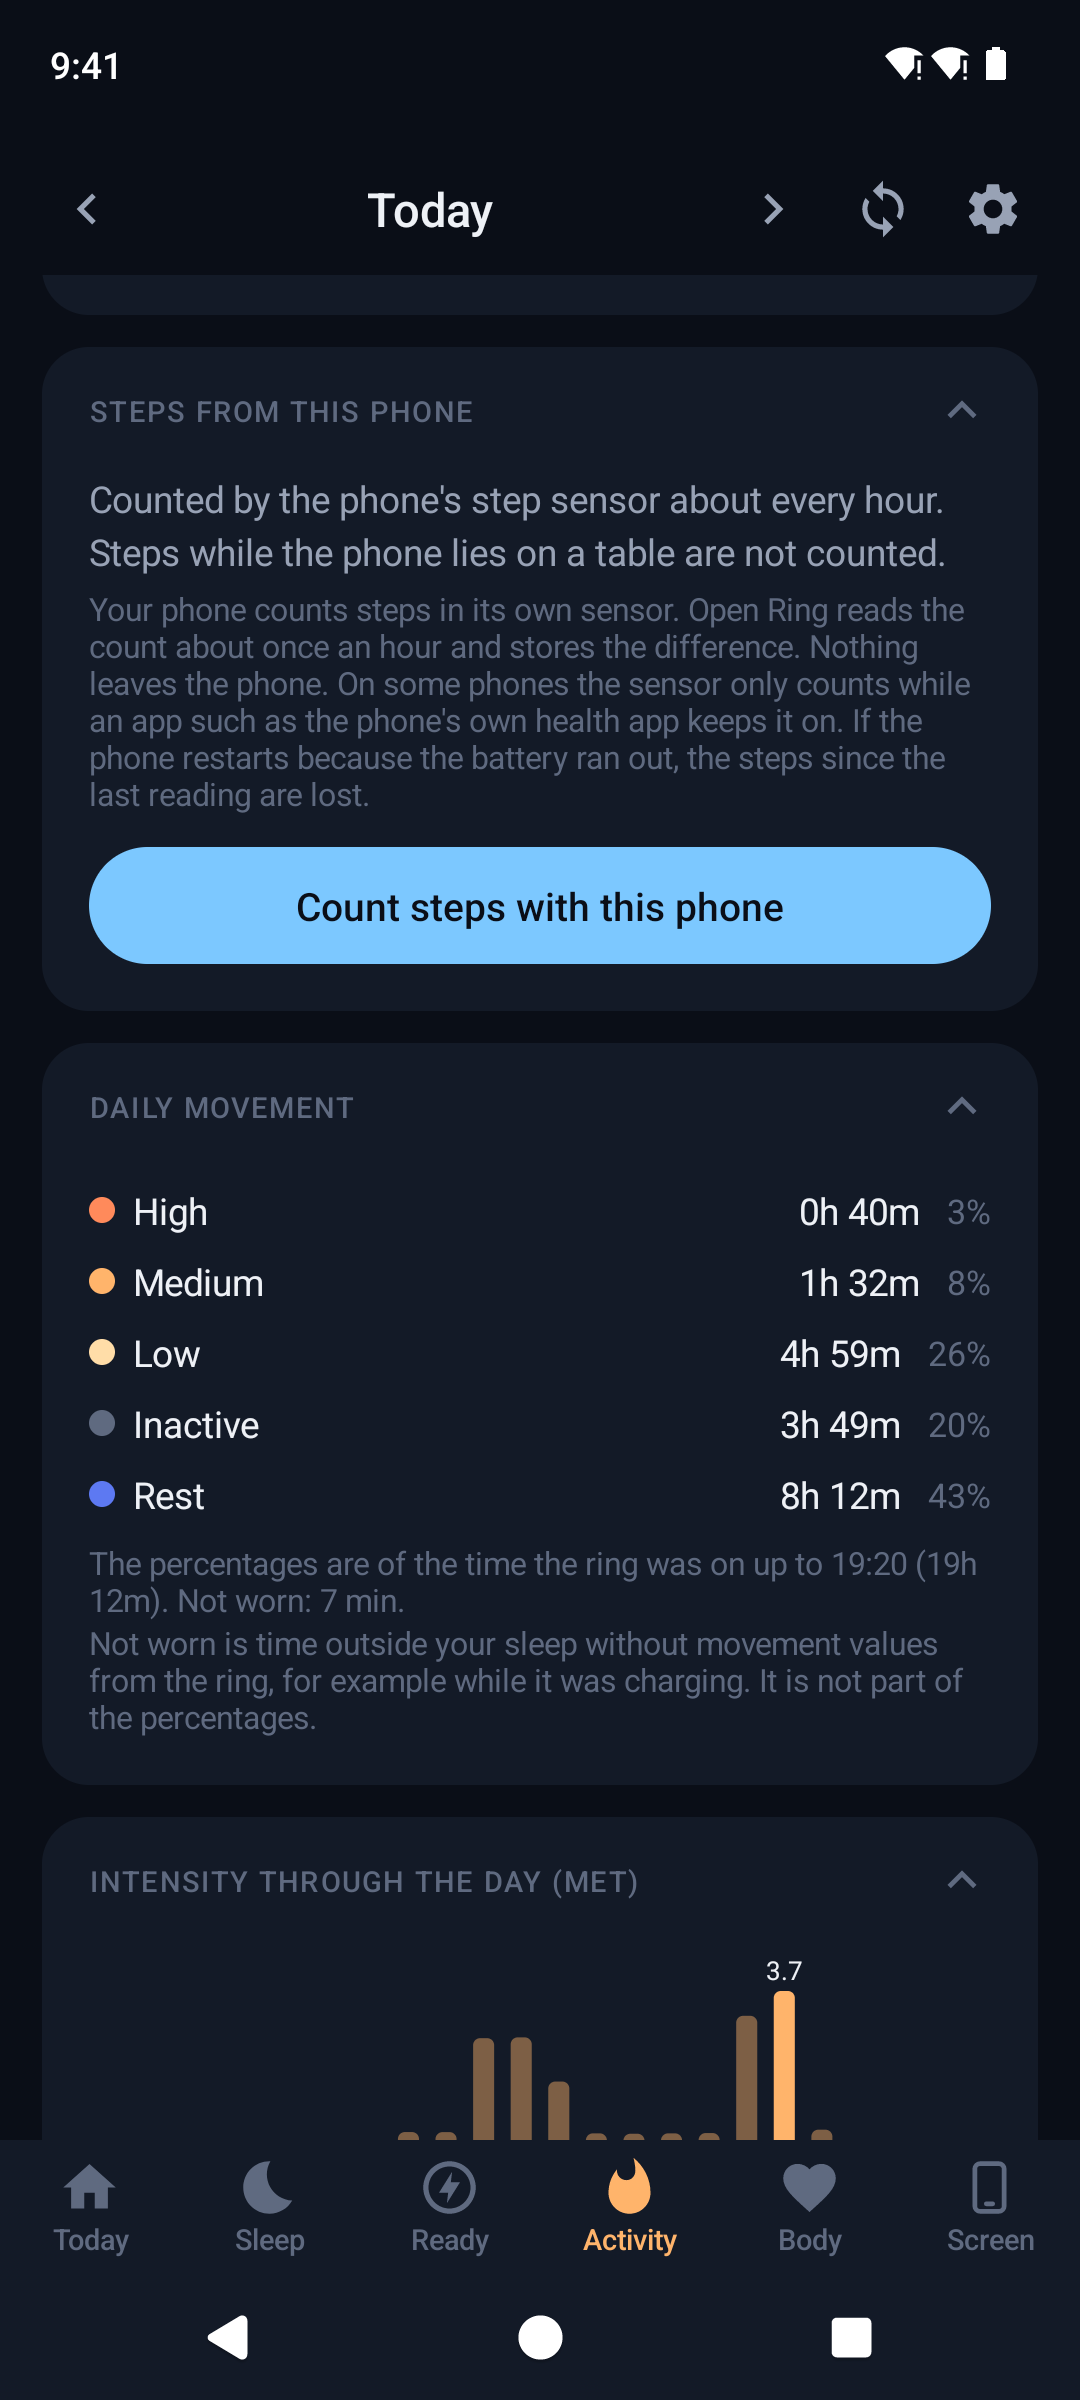 9:41
Today
STEPS FROM THIS PHONE
Counted by the phone's step sensor about every hour.
Steps while the phone lies on a table are not counted.
Your phone counts steps in its own sensor. Open Ring reads the
count about once an hour and stores the difference. Nothing
leaves the phone. On some phones the sensor only counts while
an app such as the phone's own health app keeps it on. If the
phone restarts because the battery ran out, the steps since the
last reading are lost.
Count steps with this phone
DAILY MOVEMENT
High 0h 40m 3%
Medium 1h 32m 8%
Low 4h 59m 26%
Inactive 3h 49m 20%
Rest 8h 12m 43%
The percentages are of the time the ring was on up to 19:20 (19h
12m). Not worn: 7 min.
Not worn is time outside your sleep without movement values
from the ring, for example while it was charging. It is not part of
the percentages.
INTENSITY THROUGH THE DAY (MET)
3.7
Today Sleep Ready Activity Body Screen